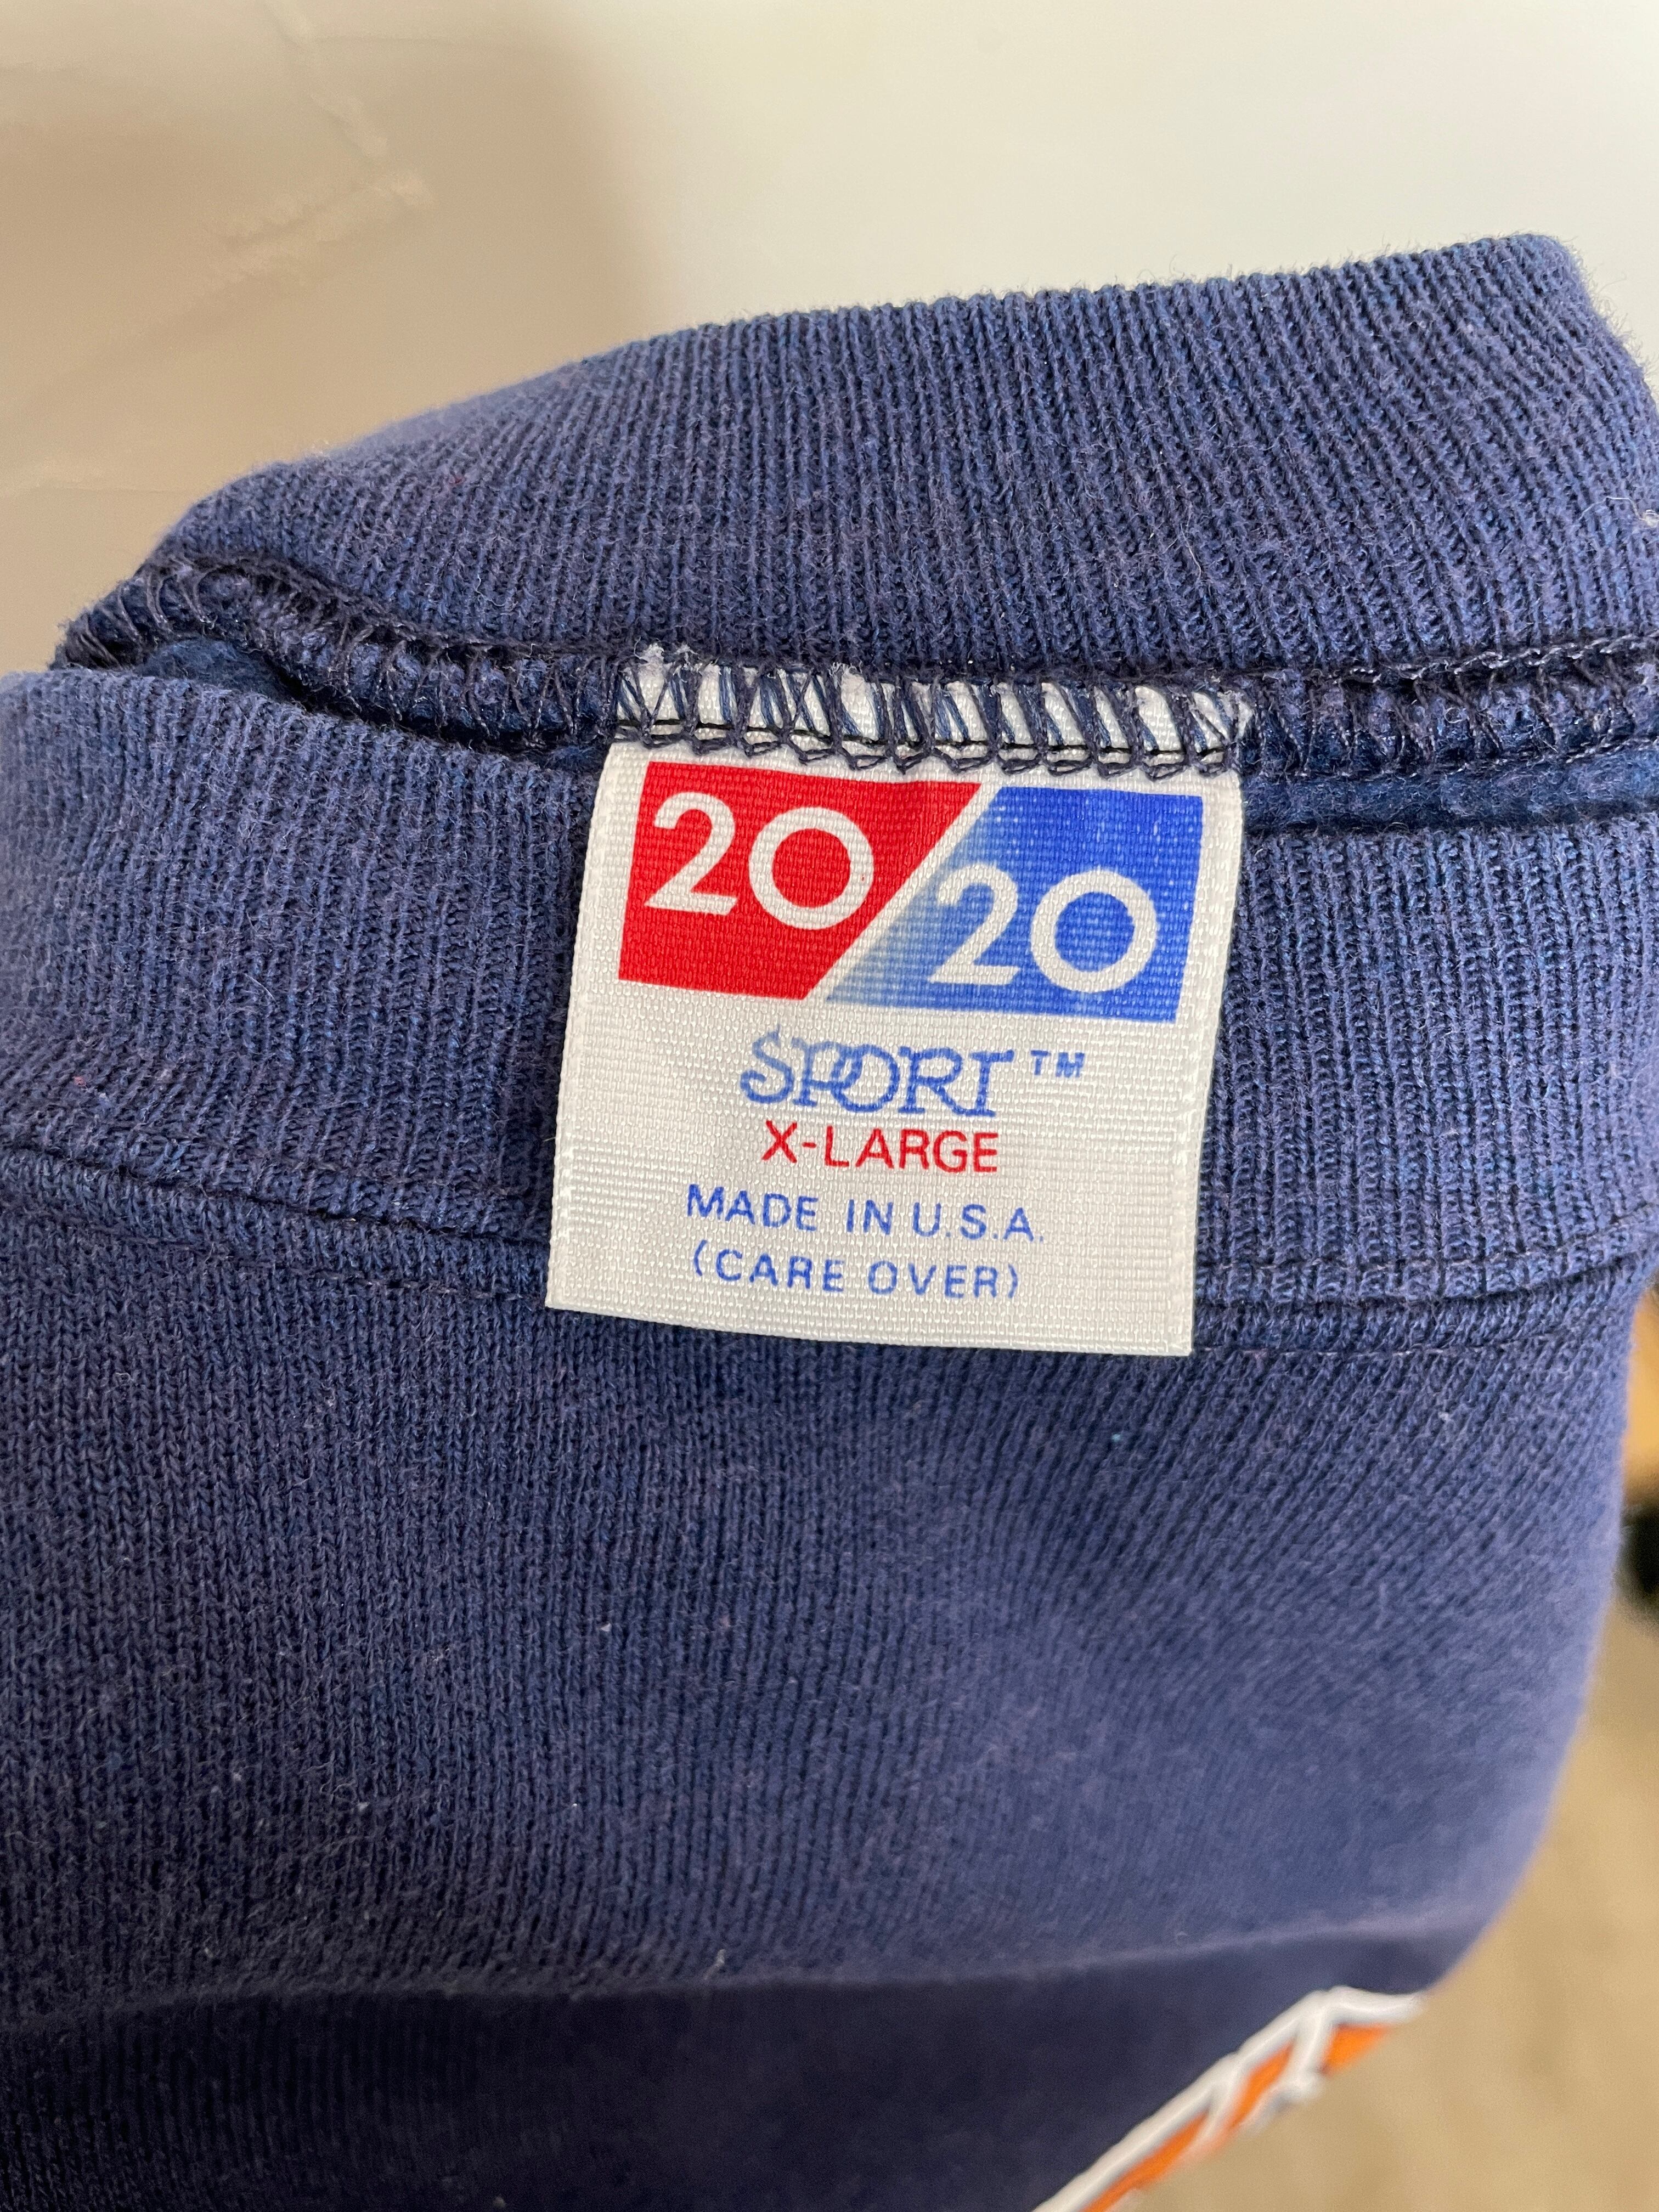 20/20
SPORT™
X-LARGE
MADE IN U.S.A.
(CARE OVER)